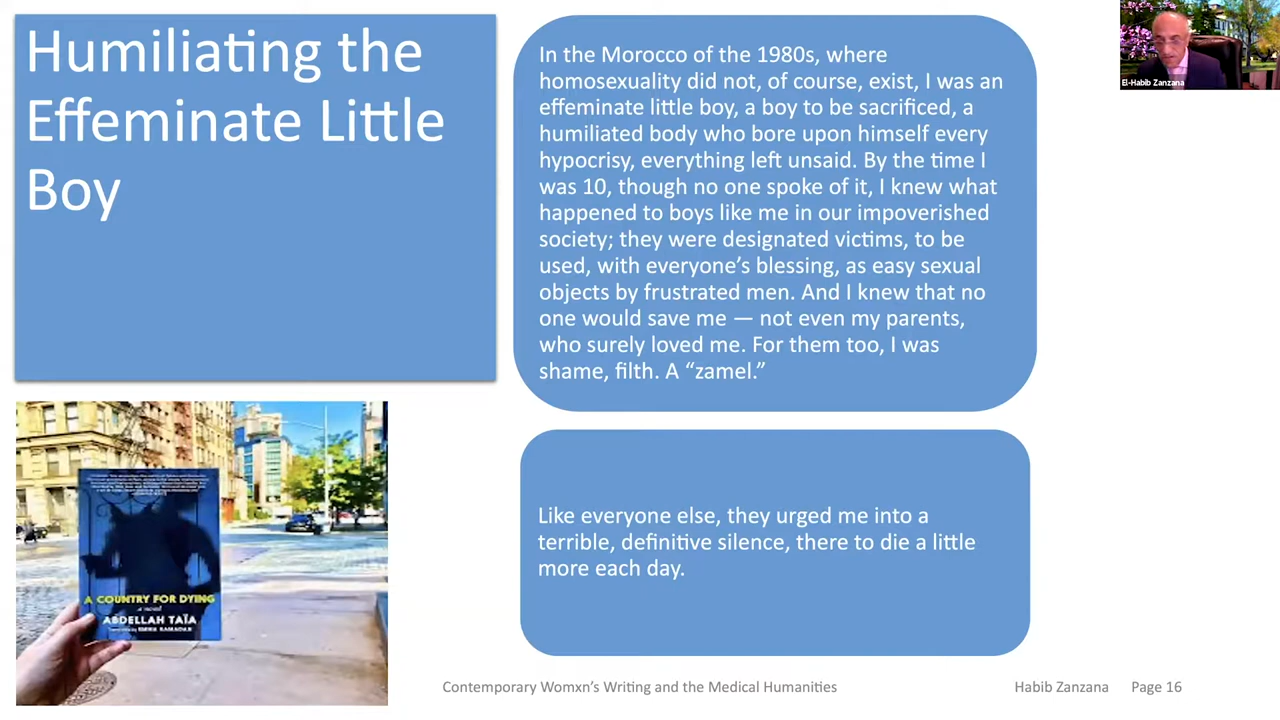 Humiliating the
Effeminate Little
Boy
In the Morocco of the 1980s, where
homosexuality did not, of course, exist, I was an
effeminate little boy, a boy to be sacrificed, a
humiliated body who bore upon himself every
hypocrisy, everything left unsaid. By the time I
was 10, though no one spoke of it, I knew what
happened to boys like me in our impoverished
society; they were designated victims, to be
used, with everyone's blessing, as easy sexual
objects by frustrated men. And I knew that no
one would save me — not even my parents,
who surely loved me. For them too, I was
shame, filth. A “zamel.”
Like everyone else, they urged me into a
terrible, definitive silence, there to die a little
more each day.
A COUNTRY FOR DYING
a novel
ABDELLAH TAÏA
El-Habib Zanzana
Contemporary Womxn's Writing and the Medical Humanities
Habib Zanzana Page 16